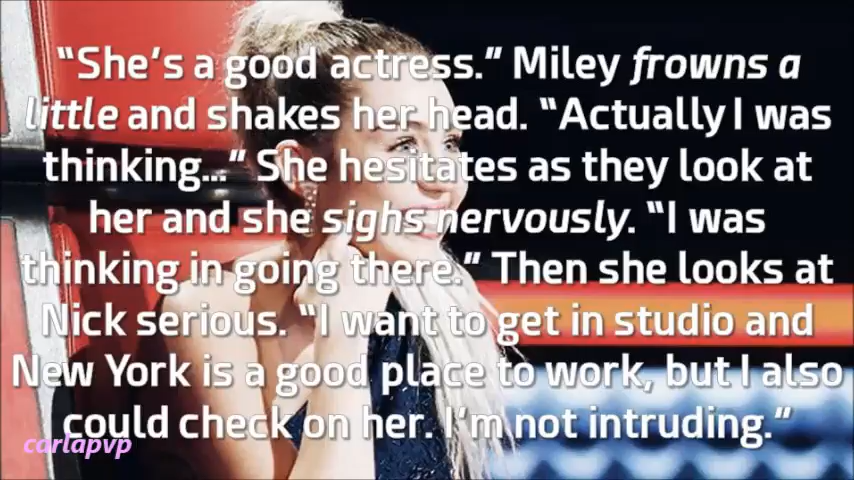 “She’s a good actress.” Miley frowns a
little and shakes her head. “Actually I was
thinking…” She hesitates as they look at
her and she sighs nervously. “I was
thinking in going there.” Then she looks at
Nick serious. “I want to get in studio and
New York is a good place to work, but I also
could check on her. I’m not intruding.“
carlapvp